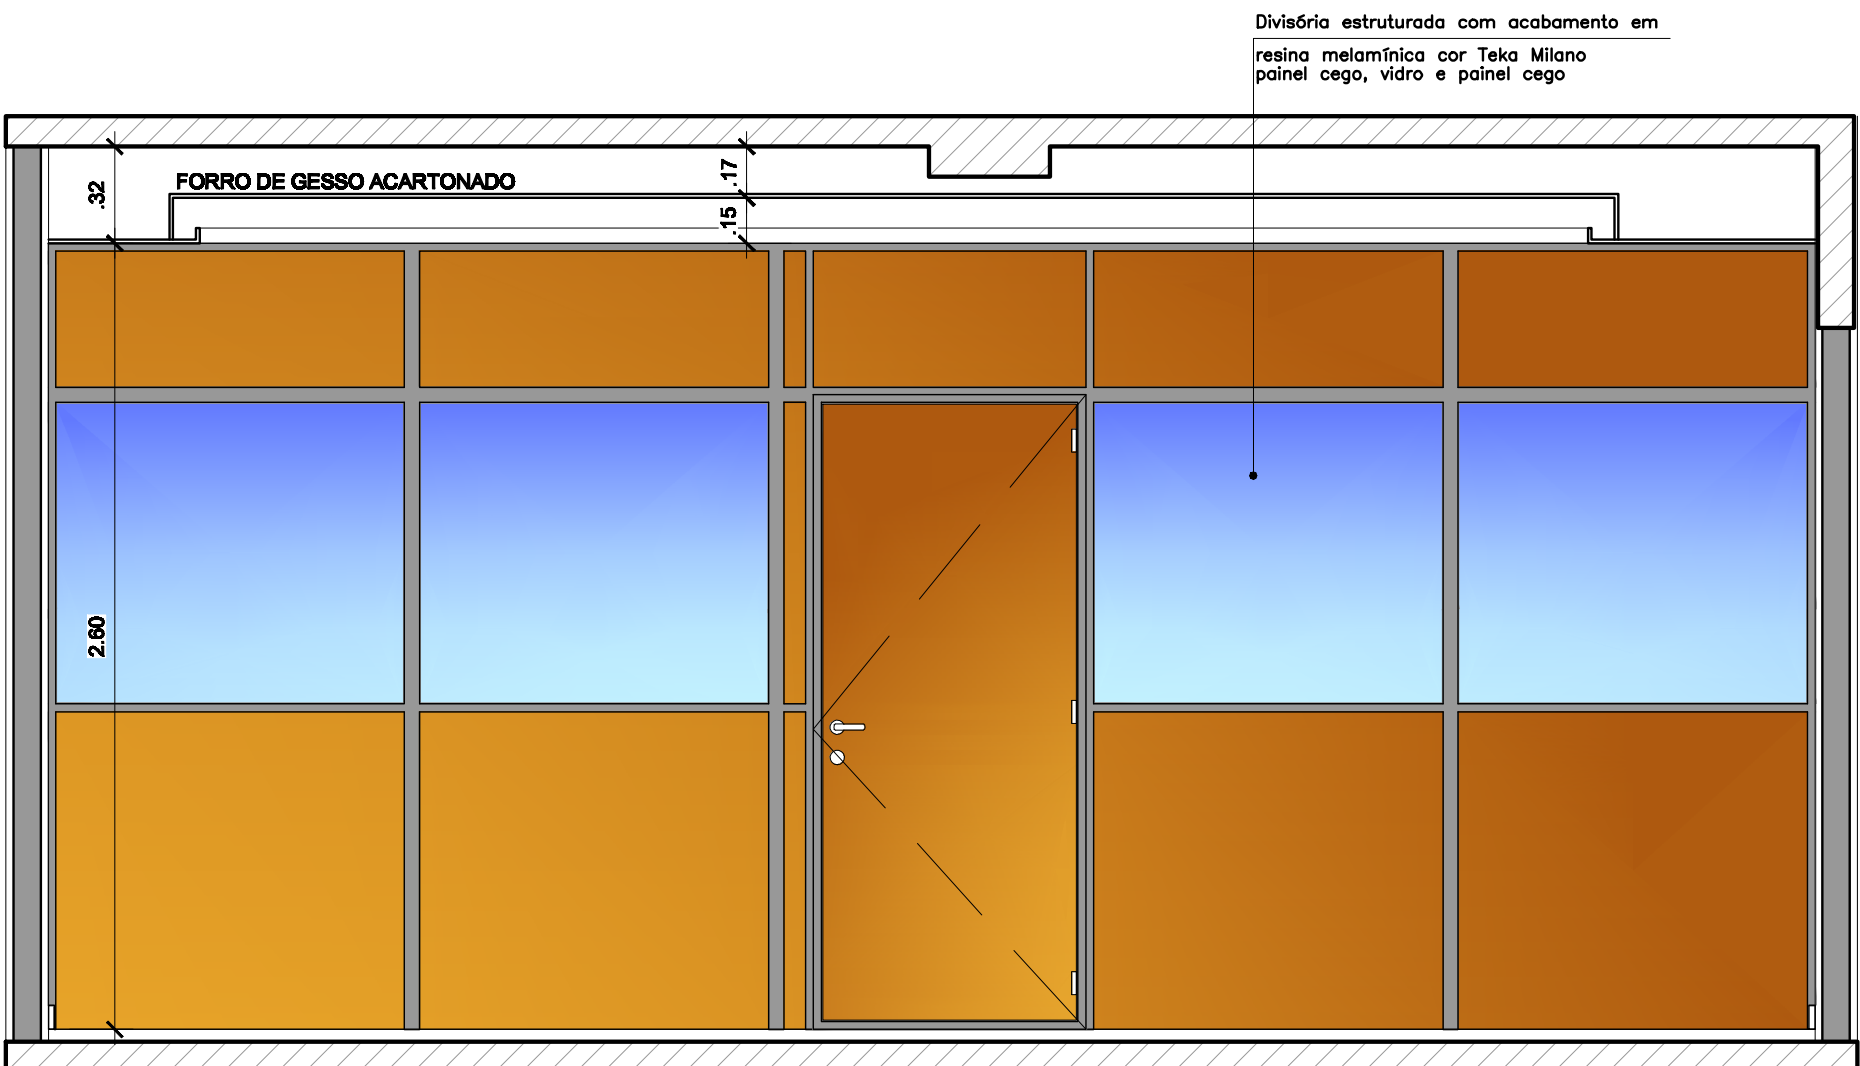 Divisória estruturada com acabamento em
resina melamínica cor Teka Milano
painel cego, vidro e painel cego
FORRO DE GESSO ACARTONADO
.32
.17
.15
2.60